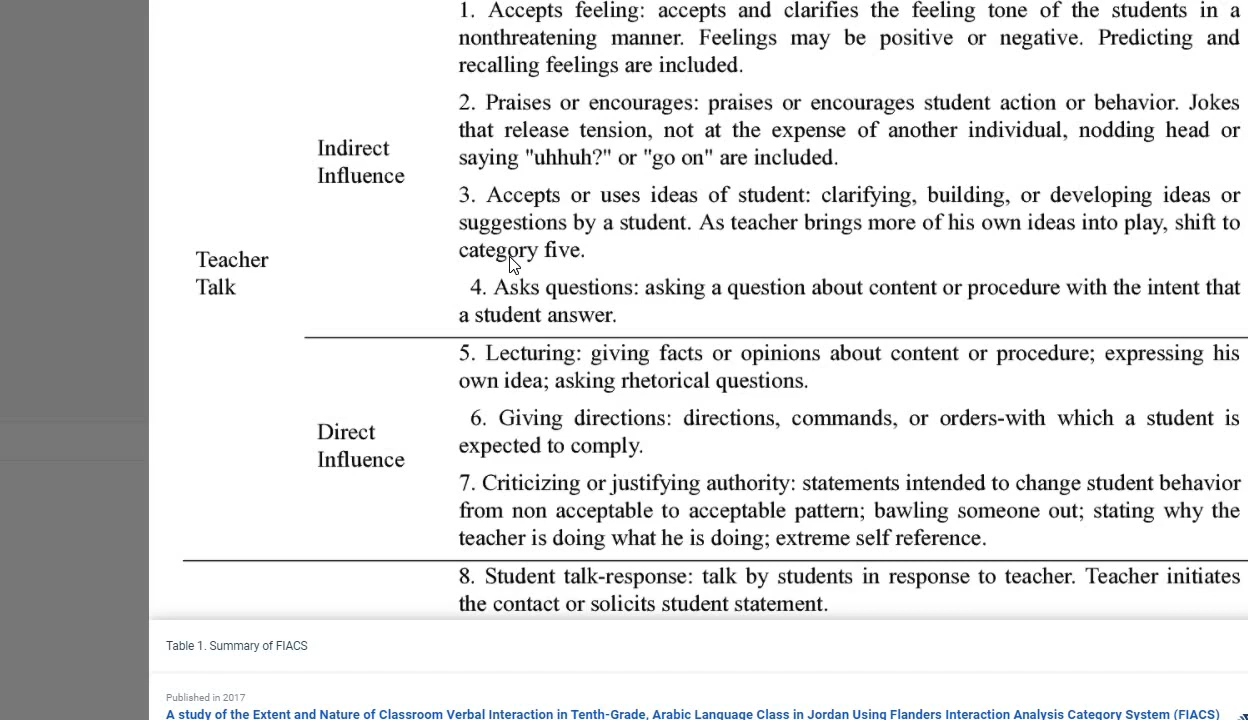 1. Accepts feeling: accepts and clarifies the feeling tone of the students in a
nonthreatening manner. Feelings may be positive or negative. Predicting and
recalling feelings are included.
2. Praises or encourages: praises or encourages student action or behavior. Jokes
that release tension, not at the expense of another individual, nodding head or
saying "uhhuh?" or "go on" are included.
Indirect
Influence
3. Accepts or uses ideas of student: clarifying, building, or developing ideas or
suggestions by a student. As teacher brings more of his own ideas into play, shift to
category five.
Teacher
Talk
4. Asks questions: asking a question about content or procedure with the intent that
a student answer.
5. Lecturing: giving facts or opinions about content or procedure; expressing his
own idea; asking rhetorical questions.
6. Giving directions: directions, commands, or orders-with which a student is
expected to comply.
Direct
Influence
7. Criticizing or justifying authority: statements intended to change student behavior
from non acceptable to acceptable pattern; bawling someone out; stating why the
teacher is doing what he is doing; extreme self reference.
8. Student talk-response: talk by students in response to teacher. Teacher initiates
the contact or solicits student statement.
Table 1. Summary of FIACS
Published in 2017
A study of the Extent and Nature of Classroom Verbal Interaction in Tenth-Grade, Arabic Language Class in Jordan Using Flanders Interaction Analysis Category System (FIACS)